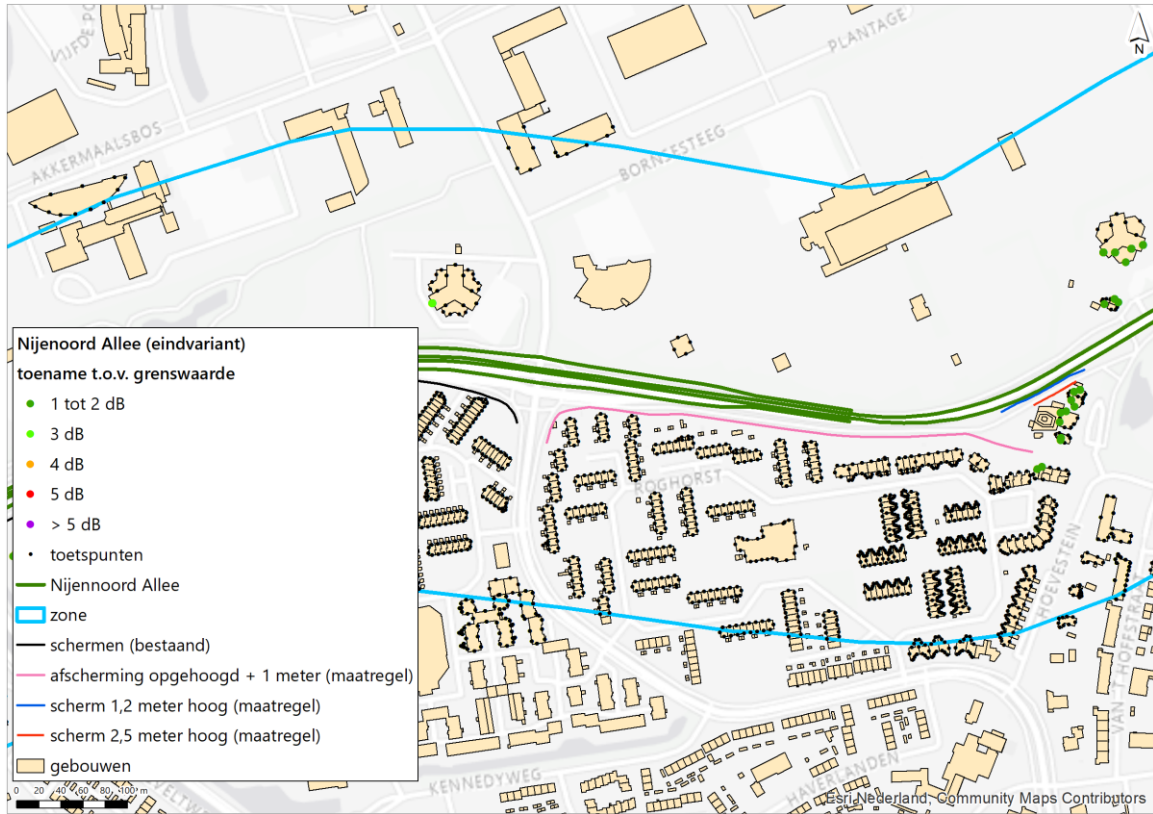 NIJDE PO
PLANTAGE
N
AKKERMAALSBOS
BORNSESTEEG
Nijenoord Allee (eindvariant)
toename t.o.v. grenswaarde
1 tot 2 dB
3 dB
4 dB
5 dB
> 5 dB
toetspunten
Nijennoord Allee
zone
schermen (bestaand)
afscherming opgehoogd + 1 meter (maatregel)
scherm 1,2 meter hoog (maatregel)
scherm 2,5 meter hoog (maatregel)
gebouwen
0 20 40 60 80 100 m
ROGHORST
HOEVESTEIN
VAN 'T HOFFSTRAAT
KENNEDYWEG
HAVERLANDEN
Esri Nederland, Community Maps Contributors